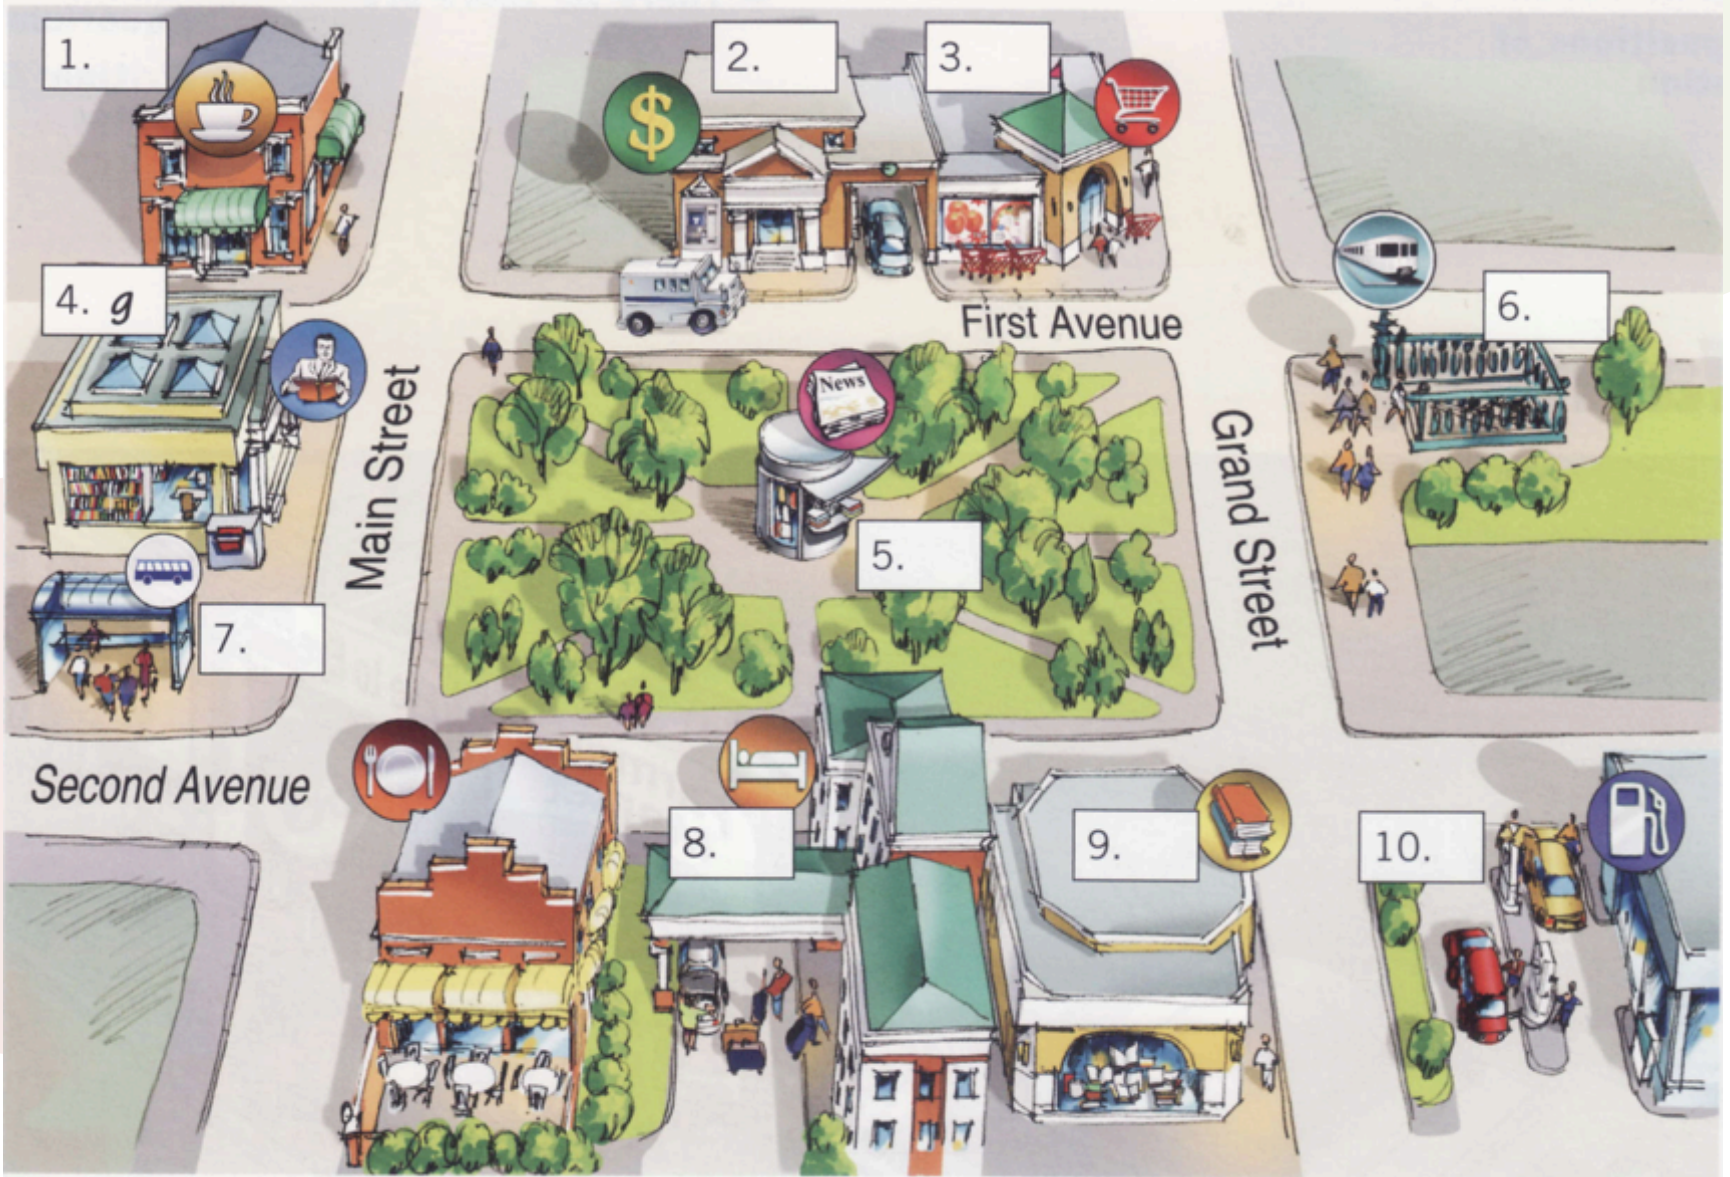 1.
2.
3.
$
4. g
News
First Avenue
6.
Main Street
Grand Street
5.
7.
Second Avenue
8.
9.
10.